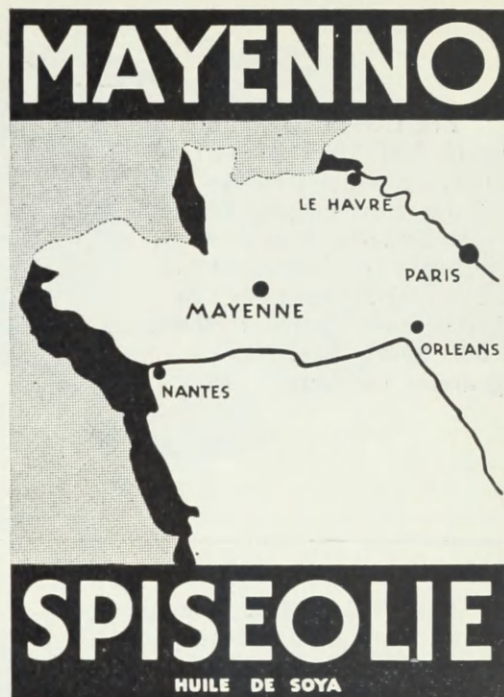 MAYENNO
LE HAVRE
PARIS
MAYENNE
ORLEANS
NANTES
SPISEOLIE
HUILE DE SOYA